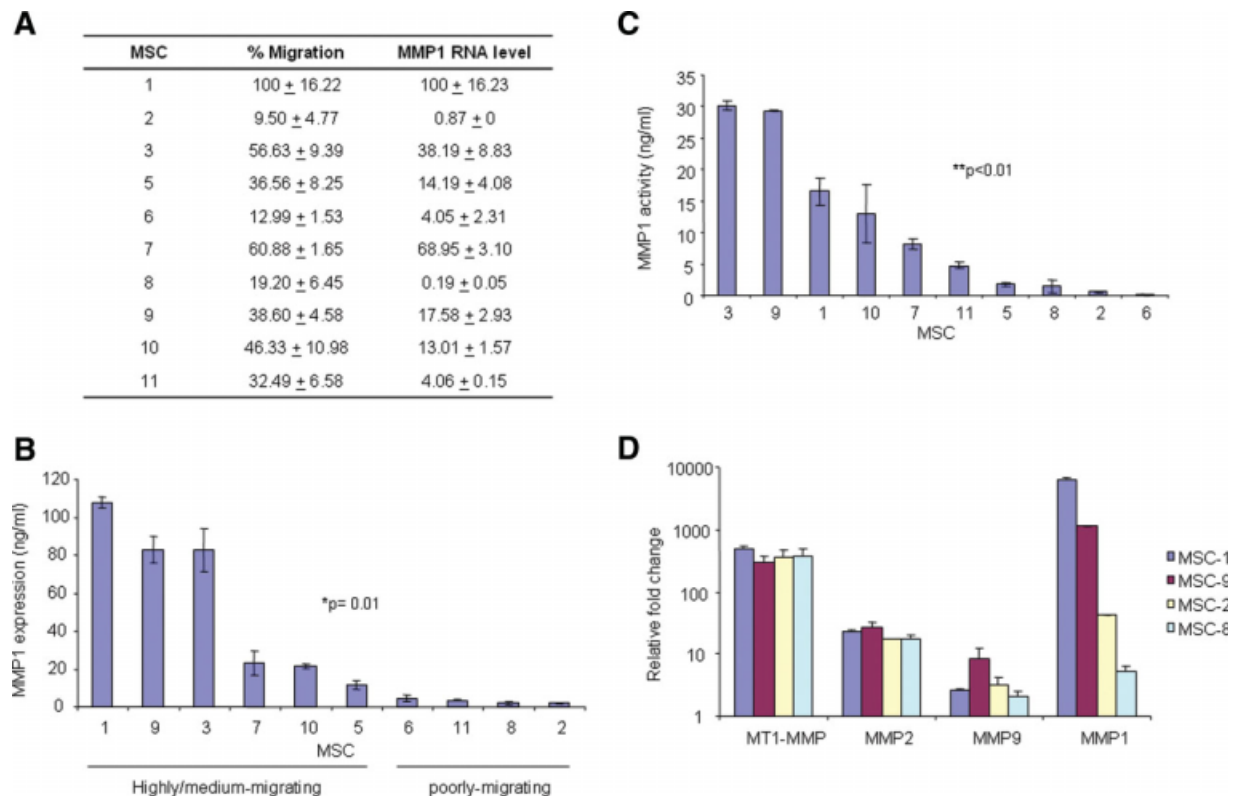 A
MSC % Migration MMP1 RNA level
1 100 ± 16.22 100 ± 16.23
2 9.50 ± 4.77 0.87 ± 0
3 56.63 ± 9.39 38.19 ± 8.83
5 36.56 ± 8.25 14.19 ± 4.08
6 12.99 ± 1.53 4.05 ± 2.31
7 60.88 ± 1.65 68.95 ± 3.10
8 19.20 ± 6.45 0.19 ± 0.05
9 38.60 ± 4.58 17.58 ± 2.93
10 46.33 ± 10.98 13.01 ± 1.57
11 32.49 ± 6.58 4.06 ± 0.15
B
MMP1 expression (ng/ml)
120
100
80
60
40
20
0
*p= 0.01
1 9 3 7 10 5 6 11 8 2
MSC
Highly/medium-migrating poorly-migrating
C
MMP1 activity (ng/ml)
35
30
25
20
15
10
5
0
**p<0.01
3 9 1 10 7 11 5 8 2 6
MSC
D
Relative fold change
10000
1000
100
10
1
MT1-MMP MMP2 MMP9 MMP1
MSC-1
MSC-9
MSC-2
MSC-8